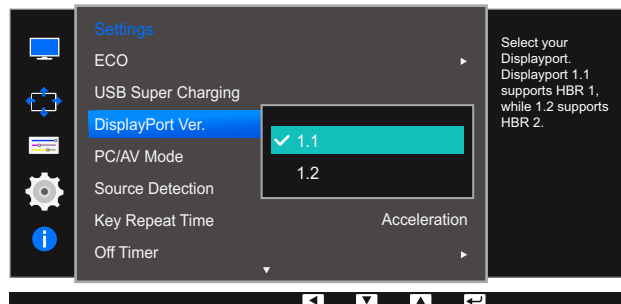 Settings
ECO
USB Super Charging
DisplayPort Ver.
1.1
PC/AV Mode
1.2
Source Detection
Key Repeat Time Acceleration
Off Timer
Select your
Displayport.
Displayport 1.1
supports HBR 1,
while 1.2 supports
HBR 2.